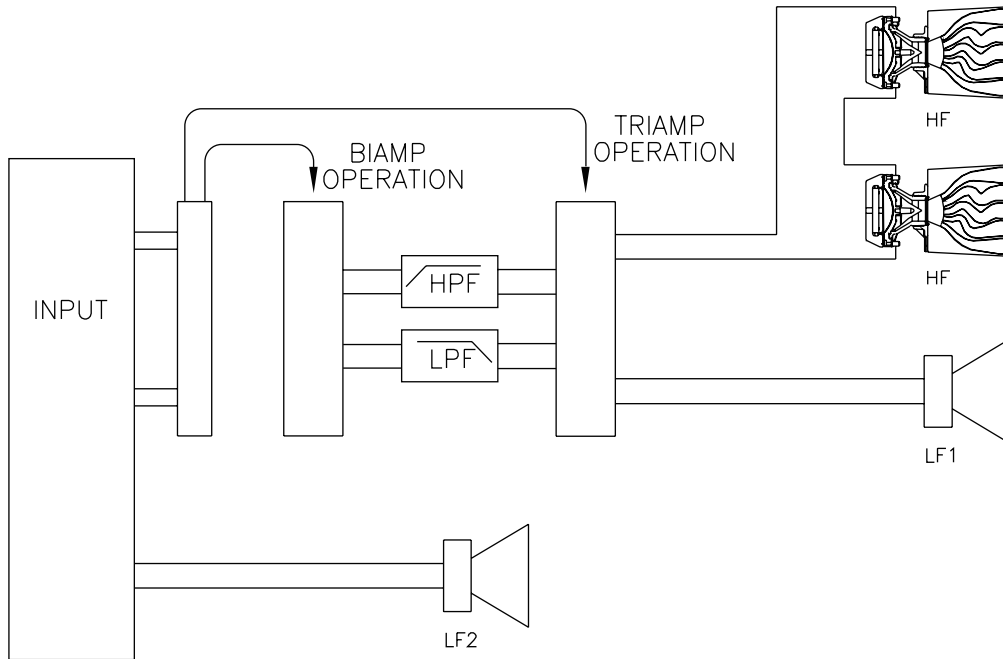 HF
BIAMP
OPERATION
TRIAMP
OPERATION
HF
INPUT
HPF
LPF
LF1
LF2